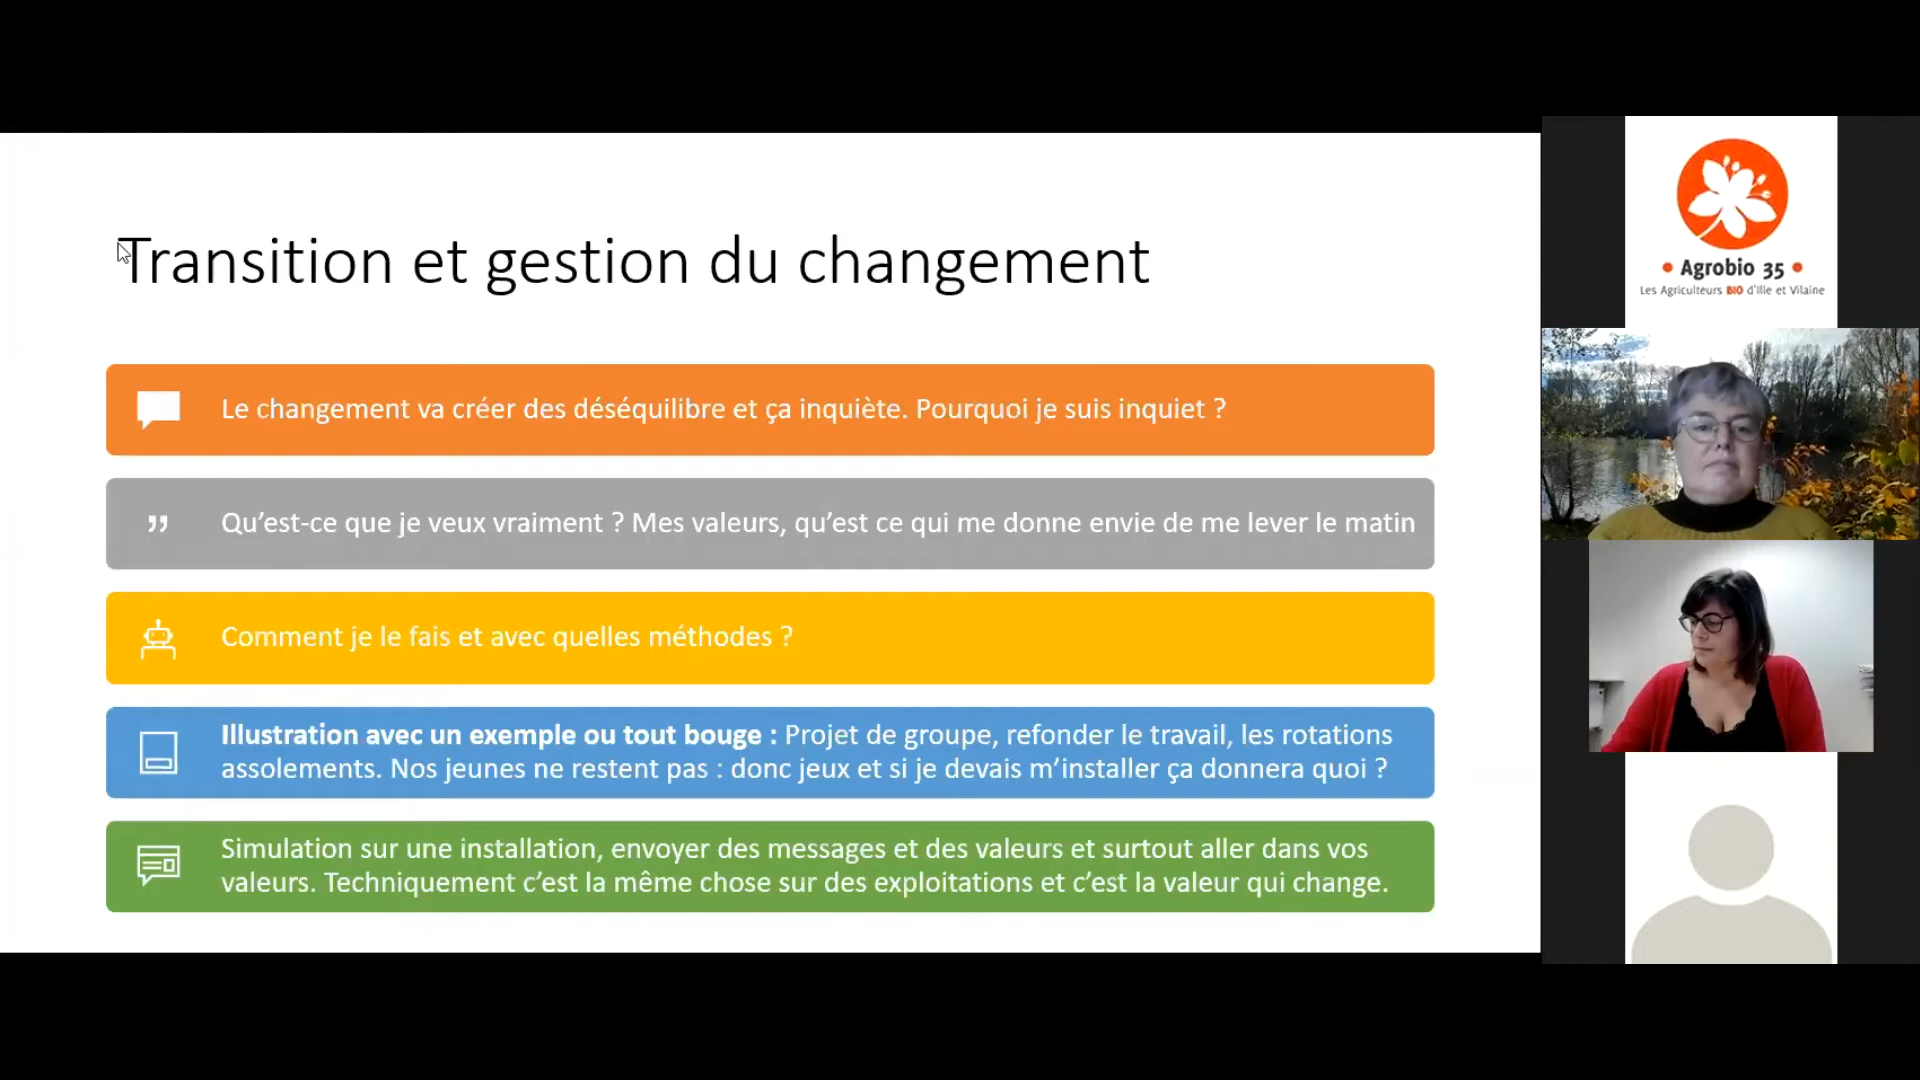 Transition et gestion du changement
Le changement va créer des déséquilibre et ça inquiète. Pourquoi je suis inquiet ?
Qu’est-ce que je veux vraiment ? Mes valeurs, qu’est ce qui me donne envie de me lever le matin
Comment je le fais et avec quelles méthodes ?
Illustration avec un exemple ou tout bouge : Projet de groupe, refonder le travail, les rotations
assolements. Nos jeunes ne restent pas : donc jeux et si je devais m’installer ça donnera quoi ?
Simulation sur une installation, envoyer des messages et des valeurs et surtout aller dans vos
valeurs. Techniquement c’est la même chose sur des exploitations et c’est la valeur qui change.
• Agrobio 35 •
Les Agriculteurs BIO d'Ille et Vilaine